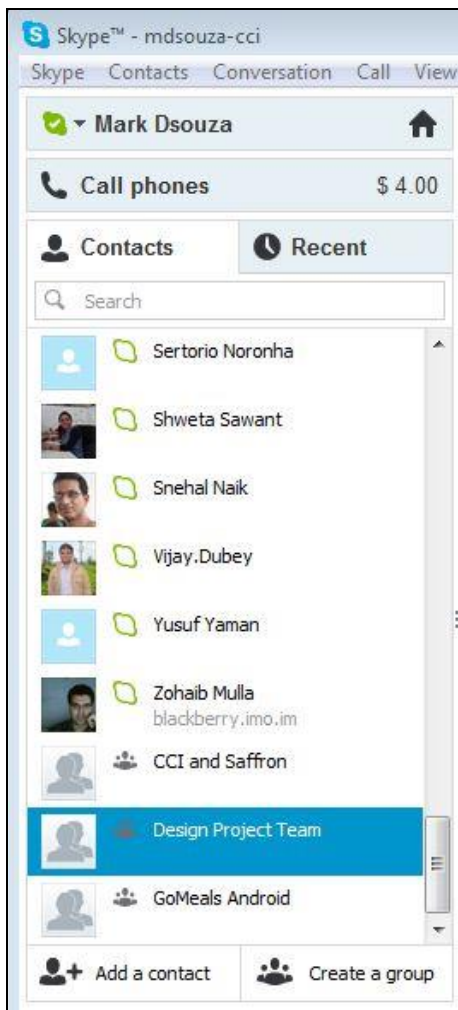 Skype™ - mdsouza-cci
Skype Contacts Conversation Call View
Mark Dsouza
Call phones $ 4.00
Contacts Recent
Search
Sertorio Noronha
Shweta Sawant
Snehal Naik
Vijay.Dubey
Yusuf Yaman
Zohaib Mulla
blackberry.imo.im
CCI and Saffron
Design Project Team
GoMeals Android
Add a contact Create a group